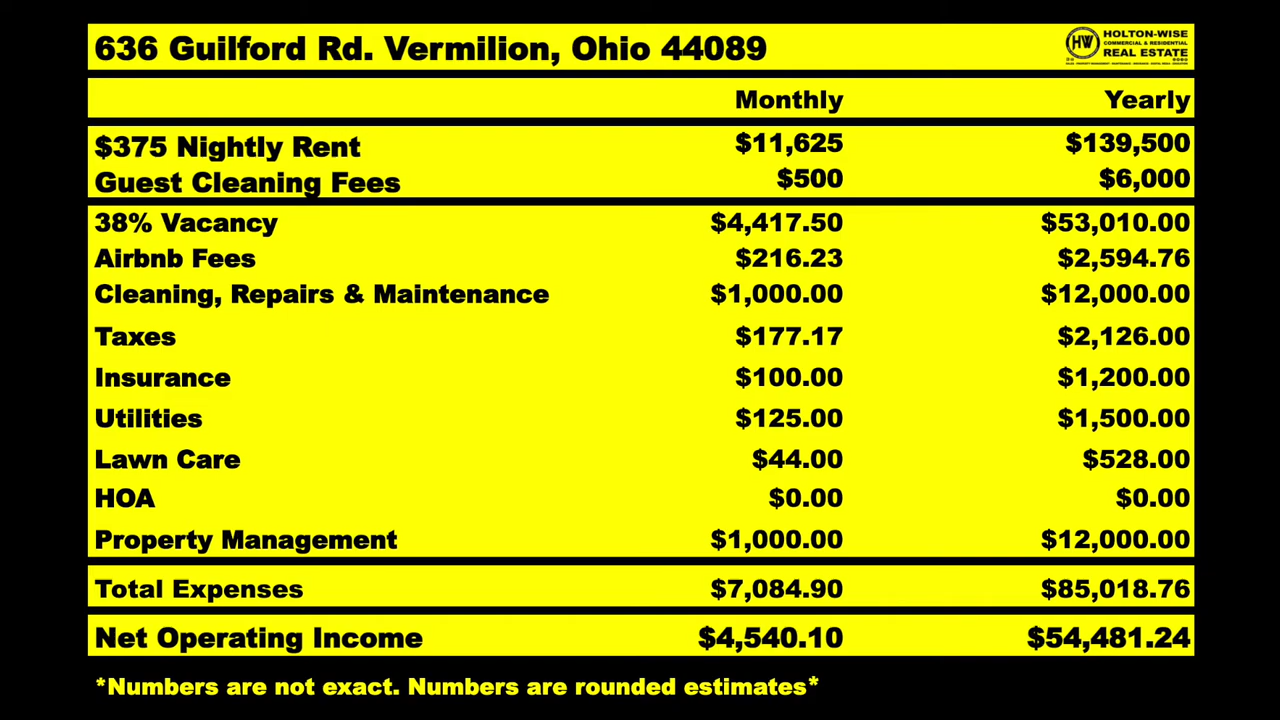 636 Guilford Rd. Vermilion, Ohio 44089
HW HOLTON-WISE
COMMERCIAL & RESIDENTIAL
REAL ESTATE
Monthly Yearly
$375 Nightly Rent $11,625 $139,500
Guest Cleaning Fees $500 $6,000
38% Vacancy $4,417.50 $53,010.00
Airbnb Fees $216.23 $2,594.76
Cleaning, Repairs & Maintenance $1,000.00 $12,000.00
Taxes $177.17 $2,126.00
Insurance $100.00 $1,200.00
Utilities $125.00 $1,500.00
Lawn Care $44.00 $528.00
HOA $0.00 $0.00
Property Management $1,000.00 $12,000.00
Total Expenses $7,084.90 $85,018.76
Net Operating Income $4,540.10 $54,481.24
*Numbers are not exact. Numbers are rounded estimates*